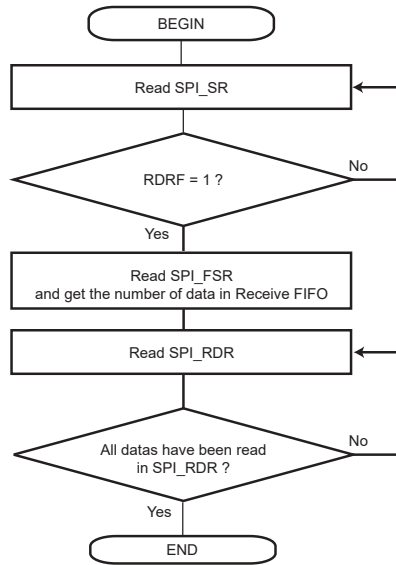 BEGIN
Read SPI_SR
RDRF = 1 ?
No
Yes
Read SPI_FSR
and get the number of data in Receive FIFO
Read SPI_RDR
All datas have been read
in SPI_RDR ?
No
Yes
END